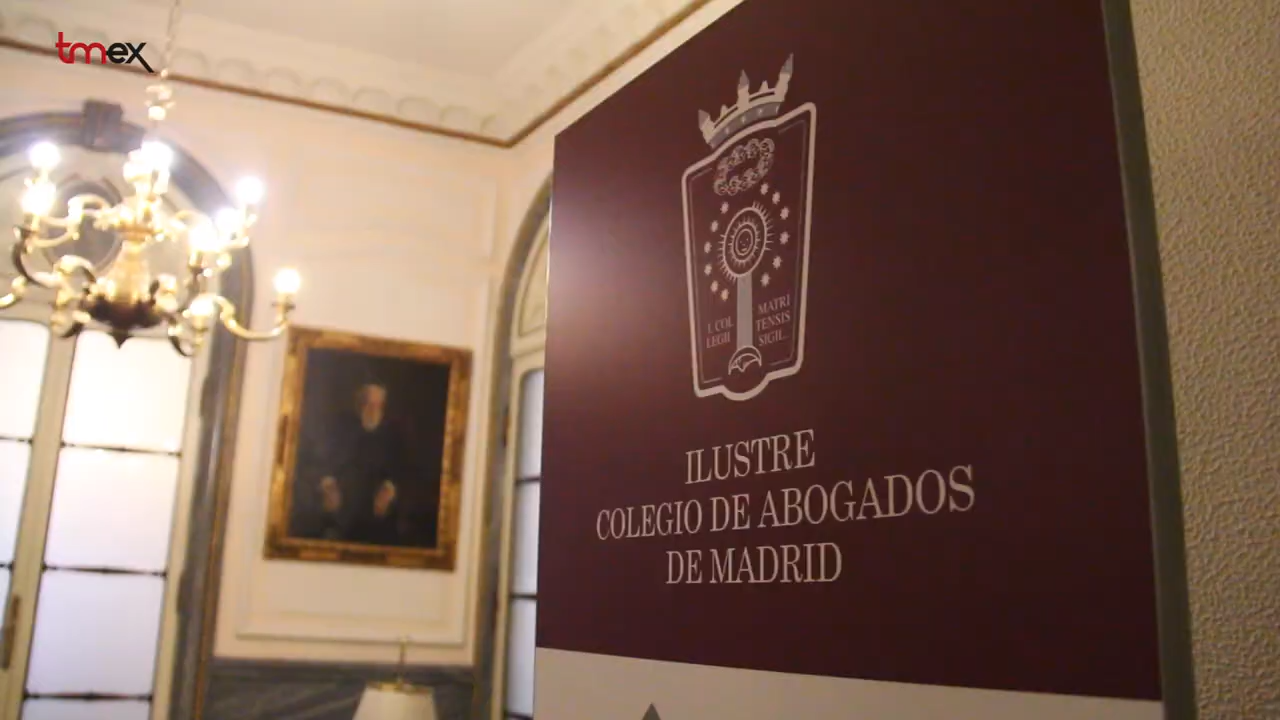 tmex
I. COL
LEGII
MATRI
TENSIS
SIGIL.
ILUSTRE
COLEGIO DE ABOGADOS
DE MADRID